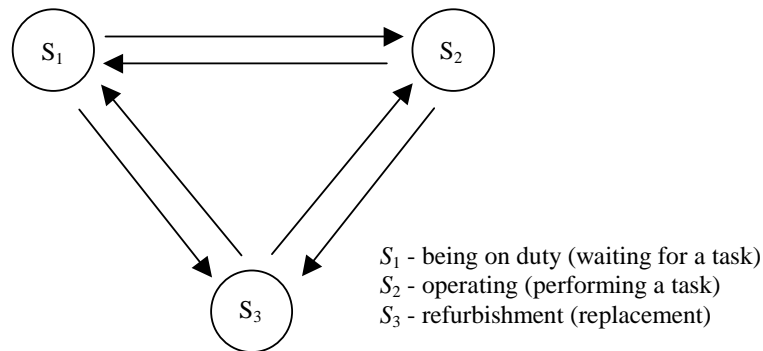 S₁
S₂
S₃
S₁ - being on duty (waiting for a task)
S₂ - operating (performing a task)
S₃ - refurbishment (replacement)